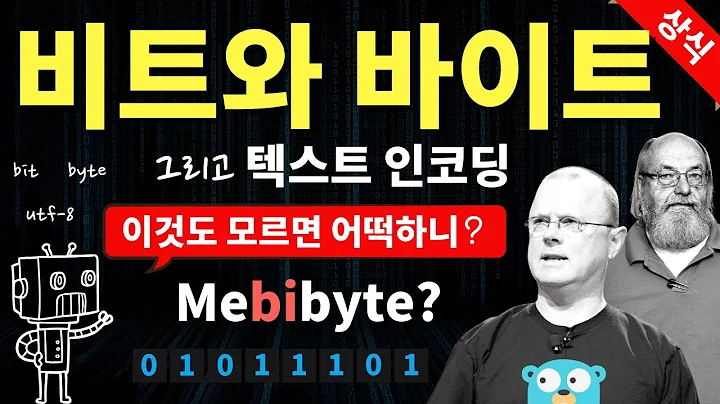 비트와 바이트
상식
bit byte
그리고 텍스트 인코딩
utf-8
이것도 모르면 어떡하니?
Mebibyte?
0 1 0 1 1 1 0 1